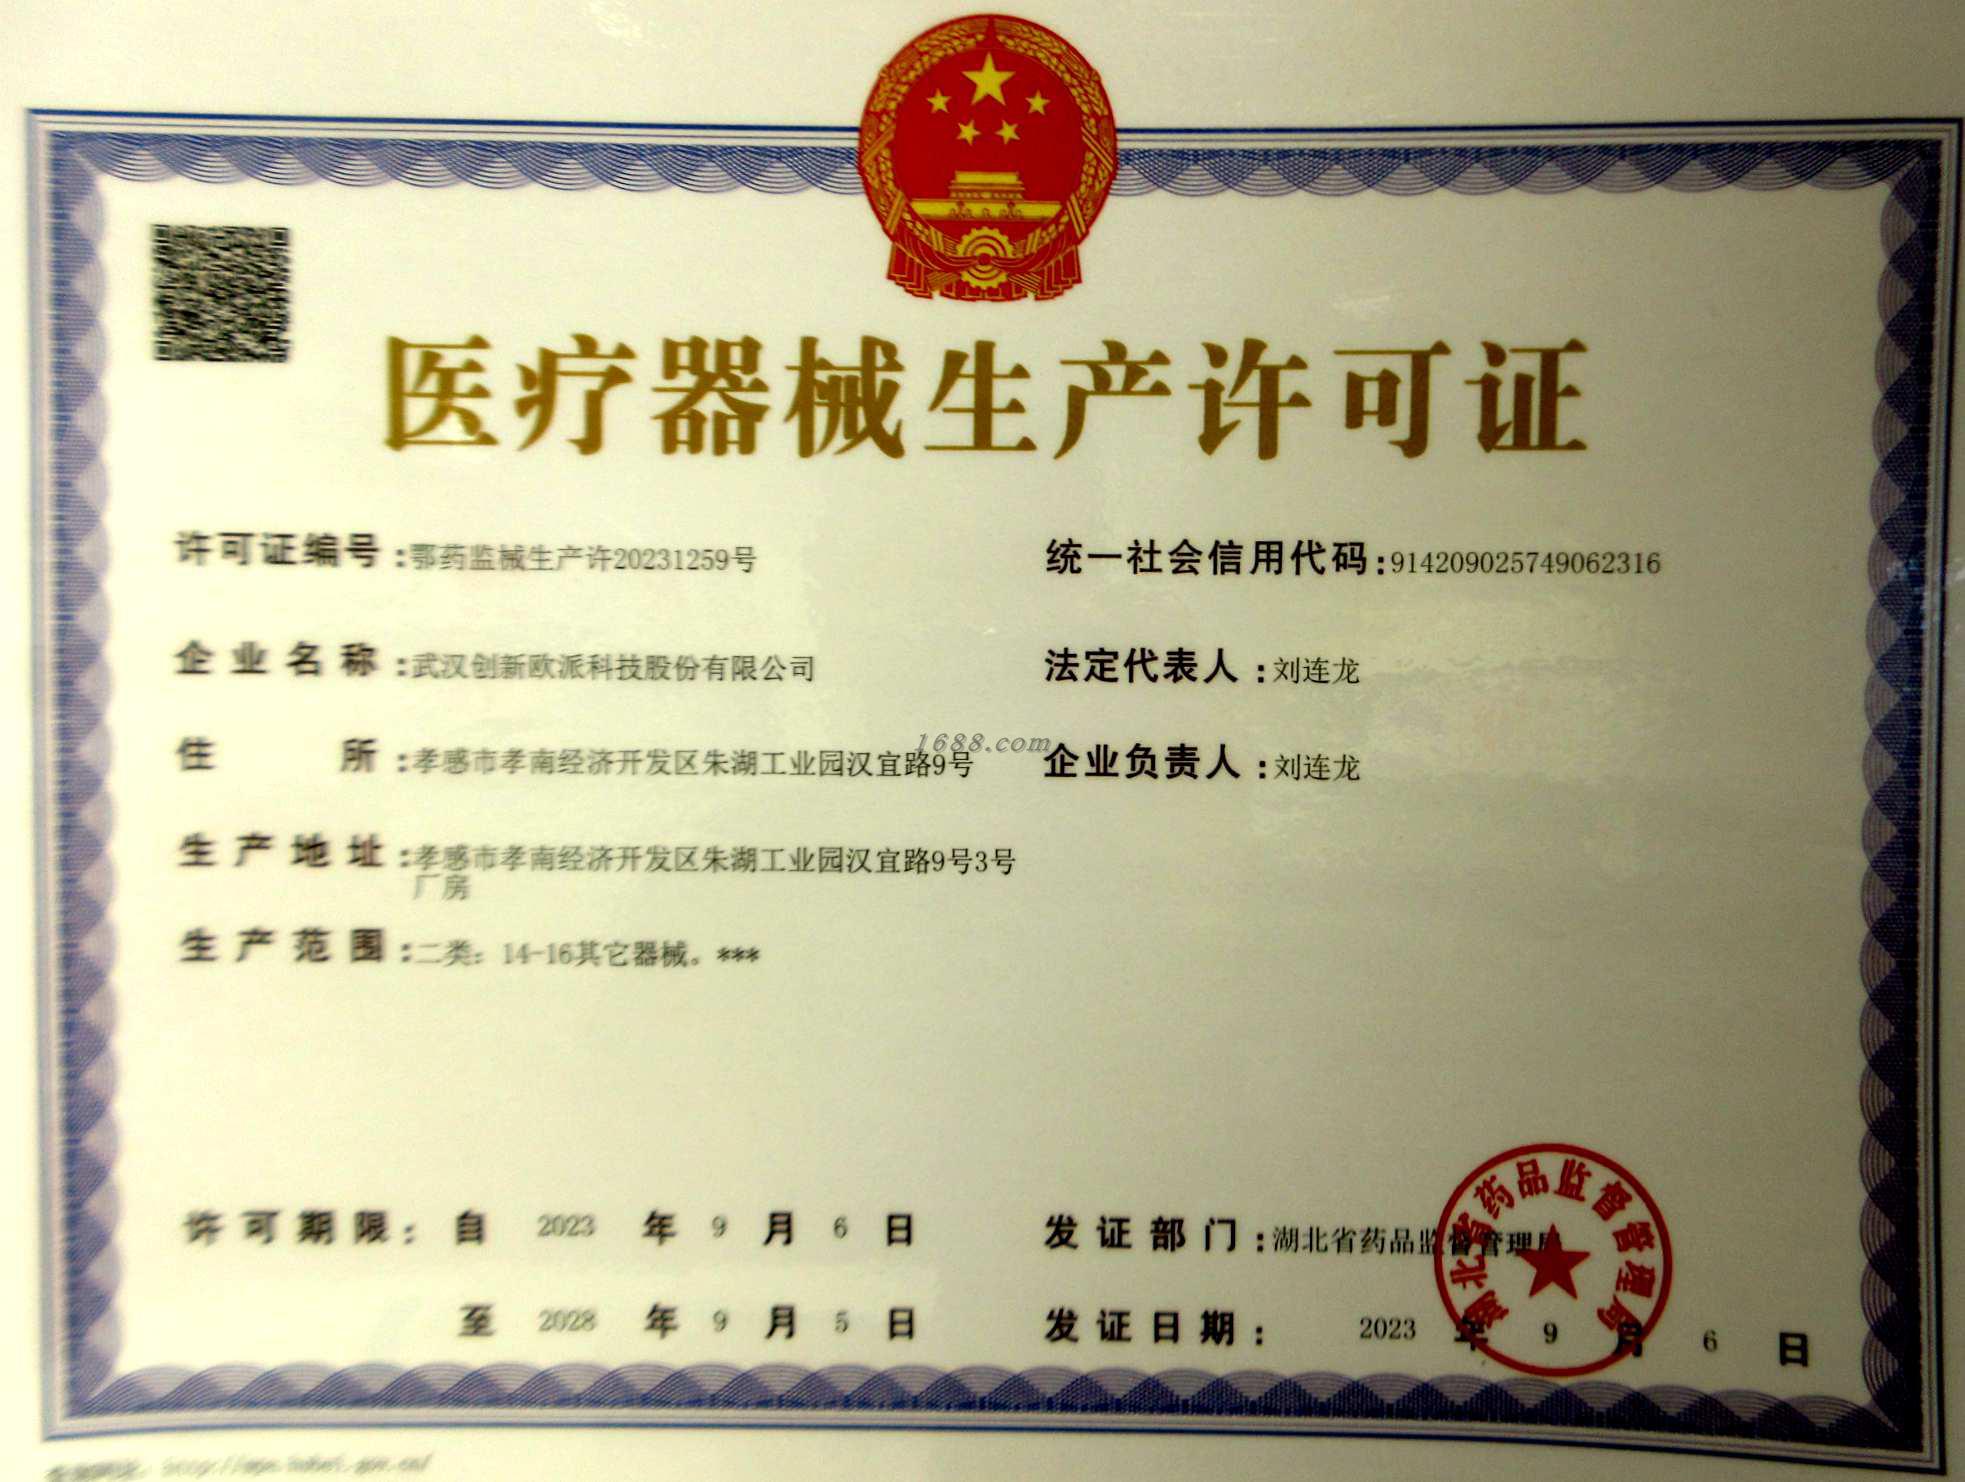 医疗器械生产许可证
许可证编号:鄂药监械生产许20231259号
统一社会信用代码:914209025749062316
企业名称:武汉创新欧派科技股份有限公司
法定代表人:刘连龙
1688.com
住所:孝感市孝南经济开发区朱湖工业园汉宜路9号
企业负责人:刘连龙
生产地址:孝感市孝南经济开发区朱湖工业园汉宜路9号3号
厂房
生产范围:二类:14-16其它器械。***
许可期限:自 2023 年 9 月 6 日
发证部门:湖北省药品监督管理局
湖北省药品监督管理局
至 2028 年 9 月 5 日
发证日期:2023 年 9 月 6 日